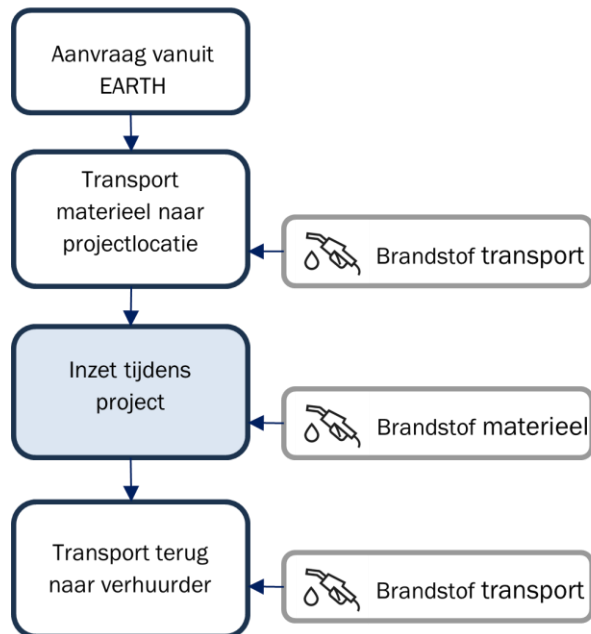 Aanvraag vanuit
EARTH
Transport
materieel naar
projectlocatie
Brandstof transport
Inzet tijdens
project
Brandstof materieel
Transport terug
naar verhuurder
Brandstof transport